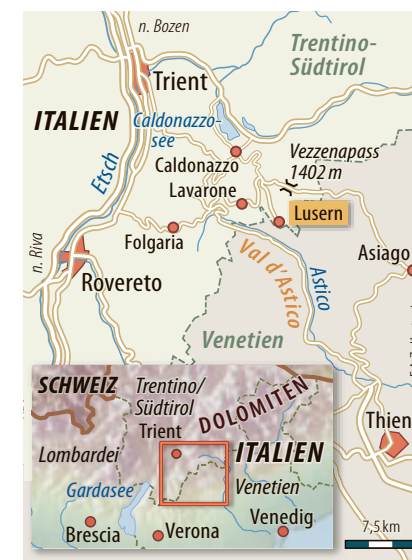 n. Bozen
Trentino-
Südtirol
Trient
ITALIEN
Caldonazzo-
see
Etsch
Vezzenapass
1402 m
Caldonazzo
Lavarone
Lusern
Folgaria
n. Riva
Asiago
Rovereto
Val d'Astico
Astico
Venetien
Thien
SCHWEIZ
Trentino/
Südtirol
DOLOMITEN
Trient
ITALIEN
Lombardei
Gardasee
Venetien
Venedig
Brescia
Verona
7,5 km